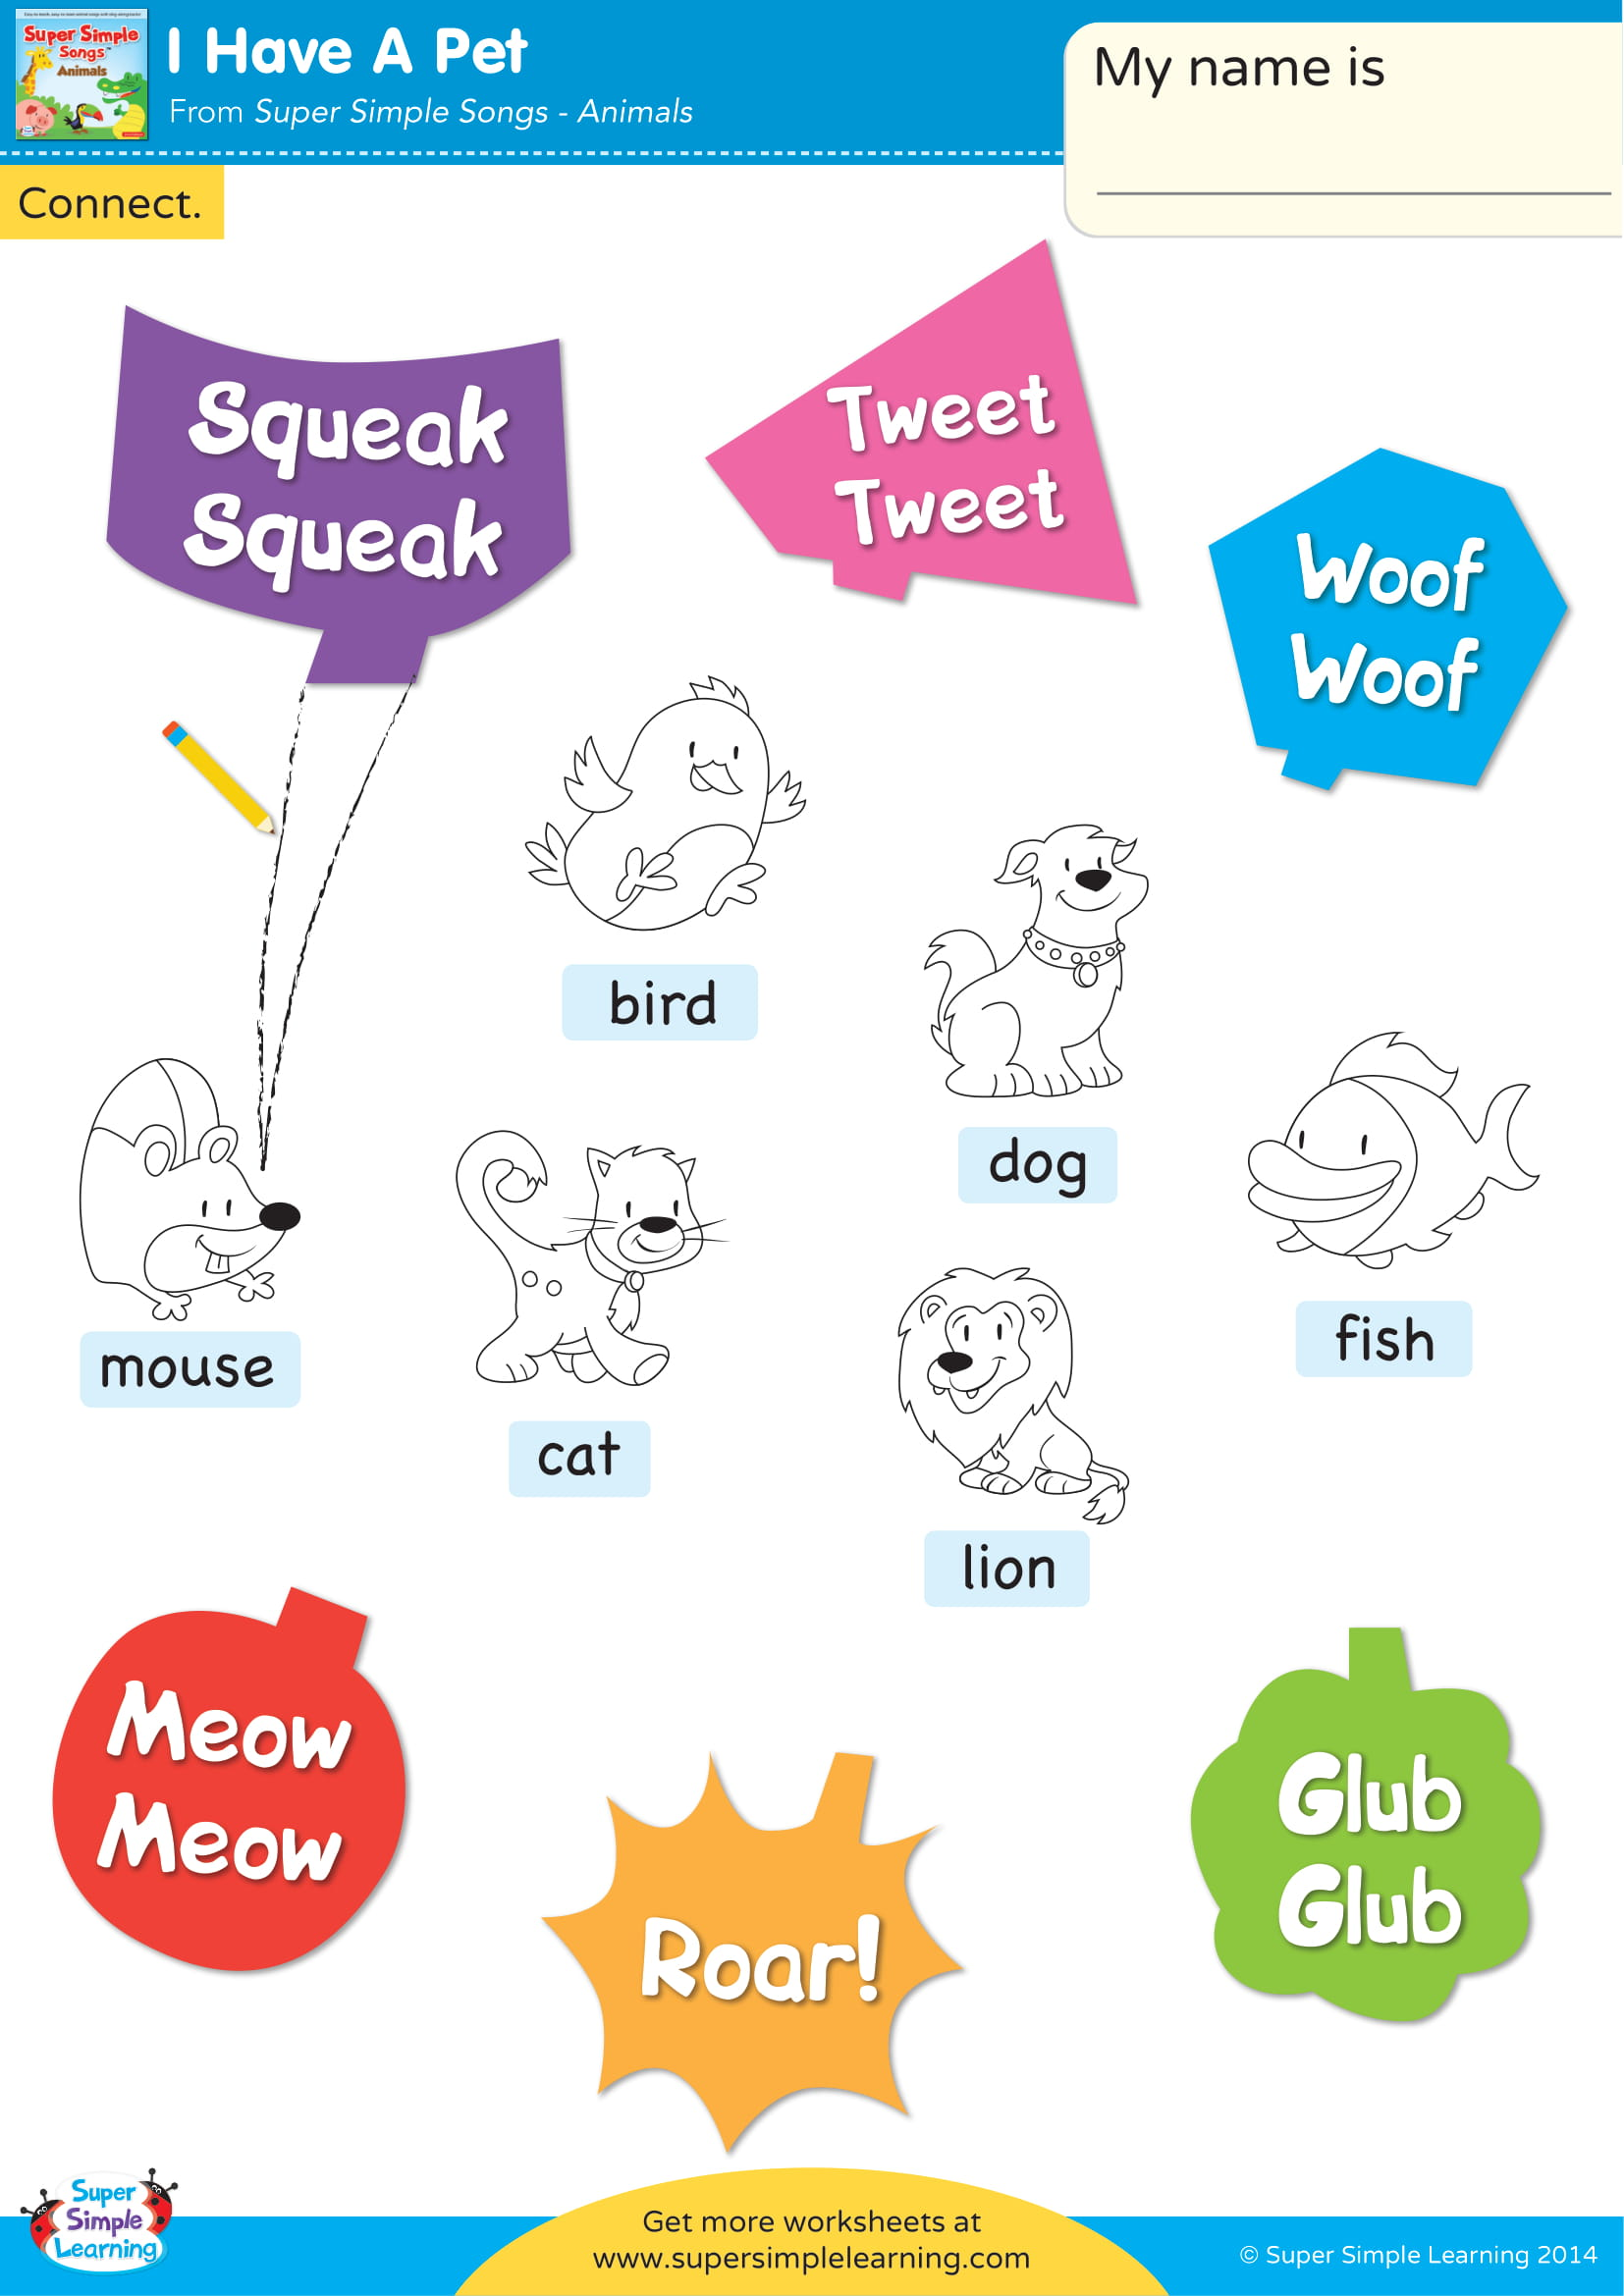 Super Simple
Songs™
Animals
I Have A Pet
From Super Simple Songs - Animals
My name is
Connect.
Squeak
Squeak
Tweet
Tweet
Woof
Woof
bird
dog
fish
mouse
cat
lion
Meow
Meow
Roar!
Glub
Glub
Super
Simple
Learning
Get more worksheets at
www.supersimplelearning.com
© Super Simple Learning 2014